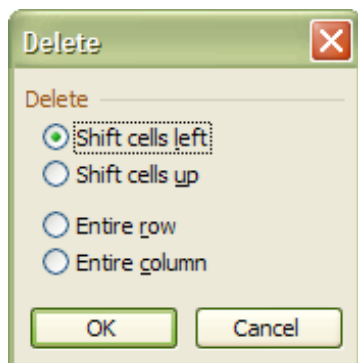 Delete
Delete
Shift cells left
Shift cells up
Entire row
Entire column
OK Cancel